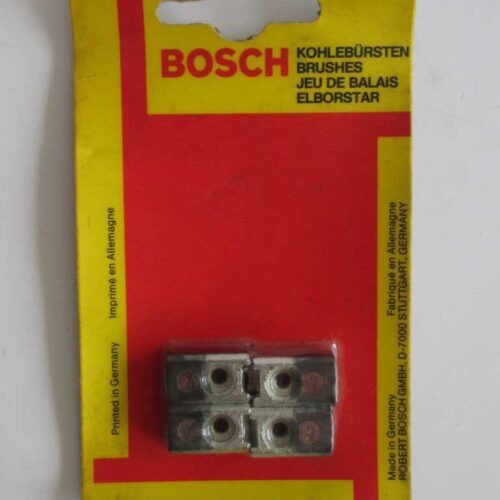 BOSCH
KOHLEBÜRSTEN
BRUSHES
JEU DE BALAIS
ELBORSTAR
Printed in Germany Imprimé en Allemagne
Made in Germany Fabriqué en Allemagne
ROBERT BOSCH GMBH, D-7000 STUTTGART, GERMANY